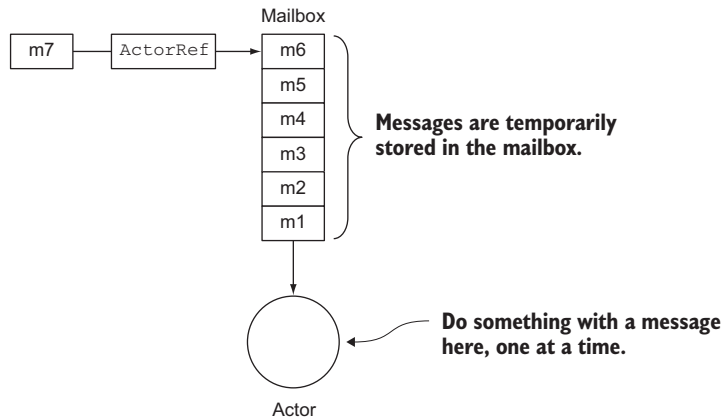 Mailbox
m7
ActorRef
m6
m5
m4
m3
m2
m1
Messages are temporarily
stored in the mailbox.
Do something with a message
here, one at a time.
Actor